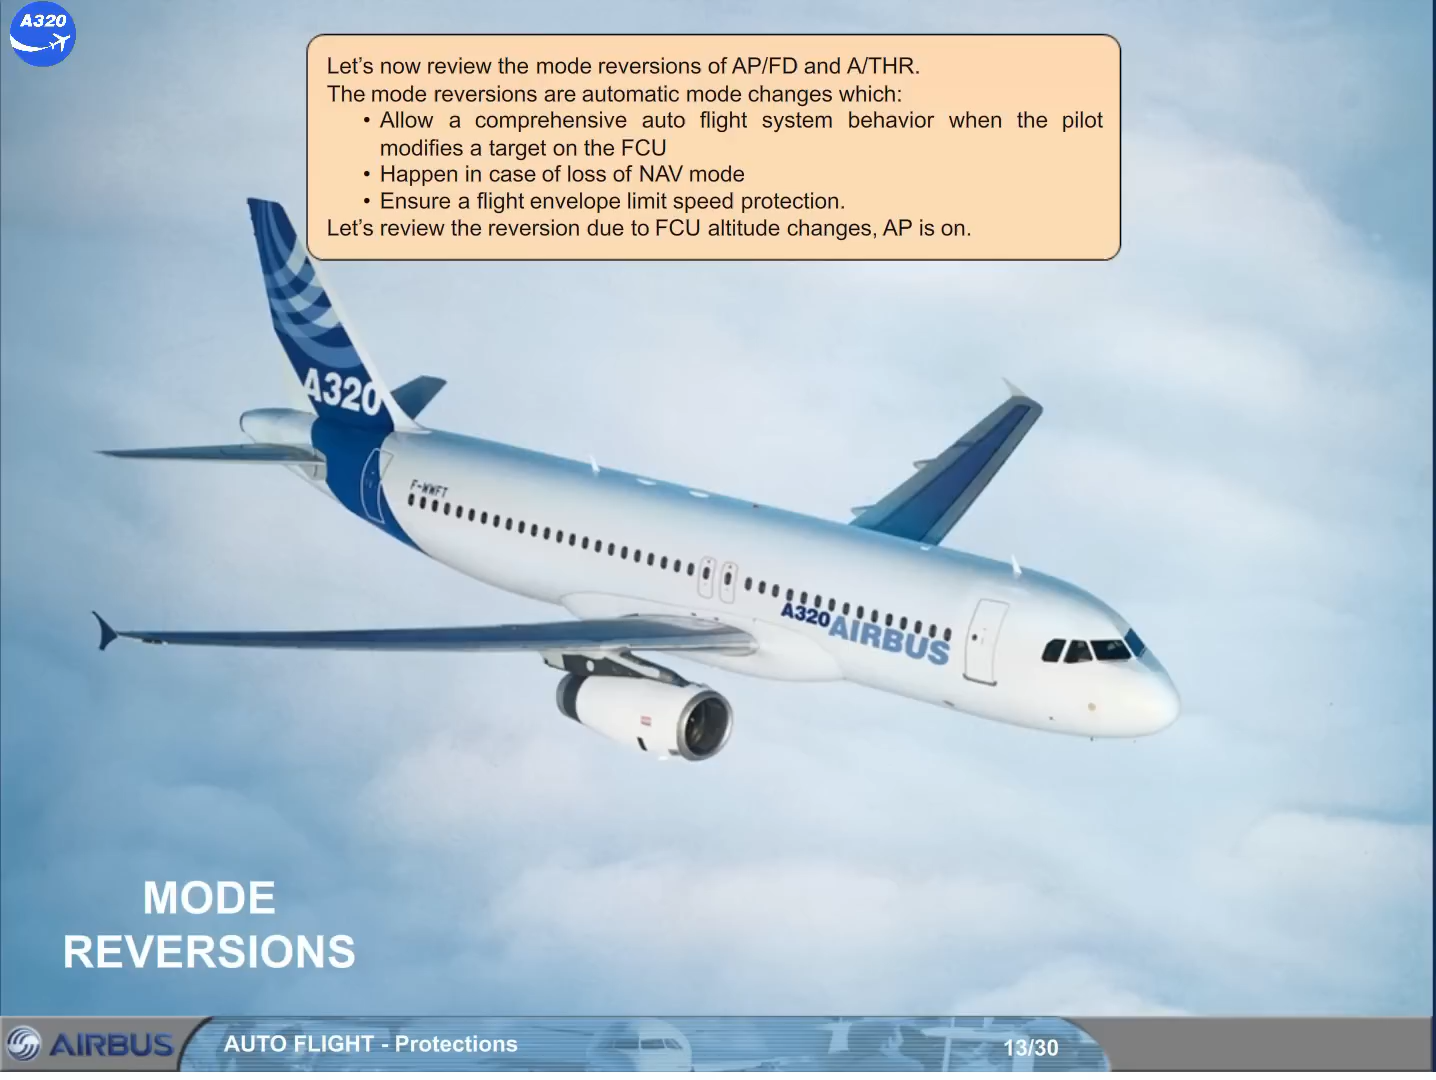 A320
Let's now review the mode reversions of AP/FD and A/THR.
The mode reversions are automatic mode changes which:
• Allow a comprehensive auto flight system behavior when the pilot
modifies a target on the FCU
• Happen in case of loss of NAV mode
• Ensure a flight envelope limit speed protection.
Let's review the reversion due to FCU altitude changes, AP is on.
A320
F-WWFT
A320 AIRBUS
MODE
REVERSIONS
AIRBUS
AUTO FLIGHT - Protections
13/30